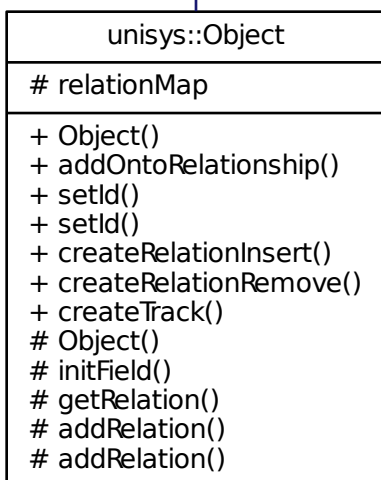 unisys::Object
# relationMap
+ Object()
+ addOntoRelationship()
+ setId()
+ setId()
+ createRelationInsert()
+ createRelationRemove()
+ createTrack()
# Object()
# initField()
# getRelation()
# addRelation()
# addRelation()